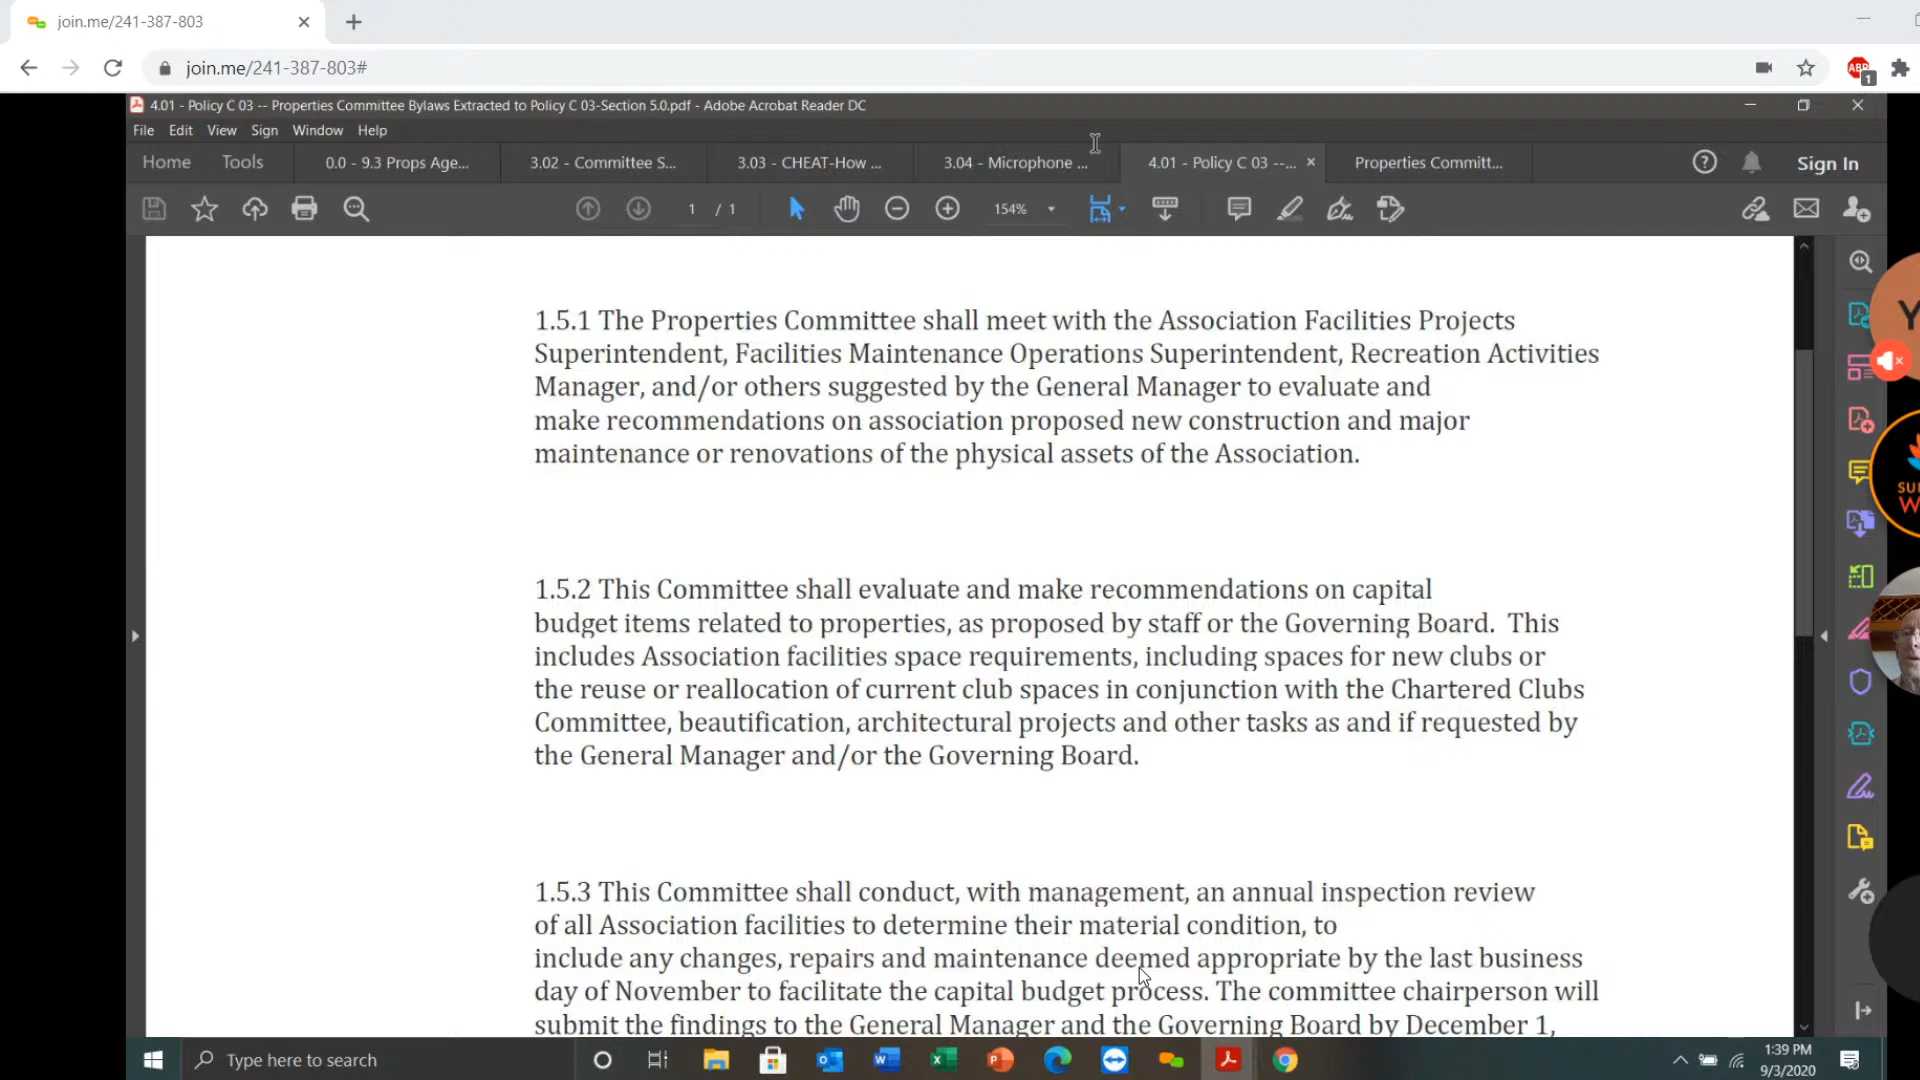 join.me/241-387-803
join.me/241-387-803#
ABP
1
4.01 - Policy C 03 -- Properties Committee Bylaws Extracted to Policy C 03-Section 5.0.pdf - Adobe Acrobat Reader DC
File Edit View Sign Window Help
Home Tools 0.0 - 9.3 Props Age... 3.02 - Committee S... 3.03 - CHEAT-How ... 3.04 - Microphone ... 4.01 - Policy C 03 --... Properties Committ... Sign In
1 / 1 154%
1.5.1 The Properties Committee shall meet with the Association Facilities Projects
Superintendent, Facilities Maintenance Operations Superintendent, Recreation Activities
Manager, and/or others suggested by the General Manager to evaluate and
make recommendations on association proposed new construction and major
maintenance or renovations of the physical assets of the Association.
1.5.2 This Committee shall evaluate and make recommendations on capital
budget items related to properties, as proposed by staff or the Governing Board.  This
includes Association facilities space requirements, including spaces for new clubs or
the reuse or reallocation of current club spaces in conjunction with the Chartered Clubs
Committee, beautification, architectural projects and other tasks as and if requested by
the General Manager and/or the Governing Board.
1.5.3 This Committee shall conduct, with management, an annual inspection review
of all Association facilities to determine their material condition, to
include any changes, repairs and maintenance deemed appropriate by the last business
day of November to facilitate the capital budget process. The committee chairperson will
submit the findings to the General Manager and the Governing Board by December 1,
Y
SU
W
Type here to search
1:39 PM
9/3/2020